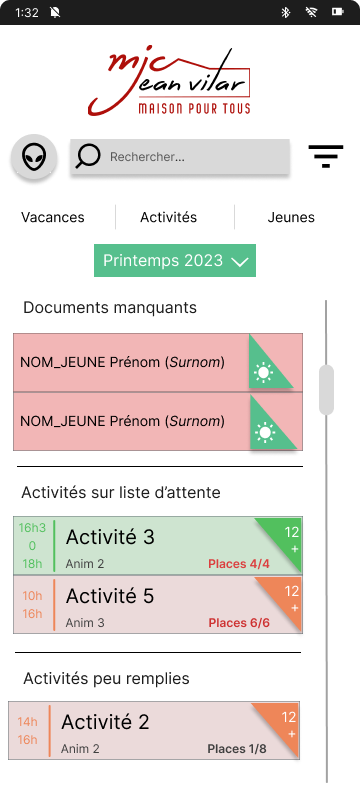 1:32
mjc
Jean vilar
MAISON POUR TOUS
Rechercher...
Vacances Activités Jeunes
Printemps 2023
Documents manquants
NOM_JEUNE Prénom (Surnom)
NOM_JEUNE Prénom (Surnom)
Activités sur liste d'attente
16h3
0
18h
Activité 3
Anim 2
Places 4/4
12
+
10h
16h
Activité 5
Anim 3
Places 6/6
12
+
Activités peu remplies
14h
16h
Activité 2
Anim 2
Places 1/8
12
+